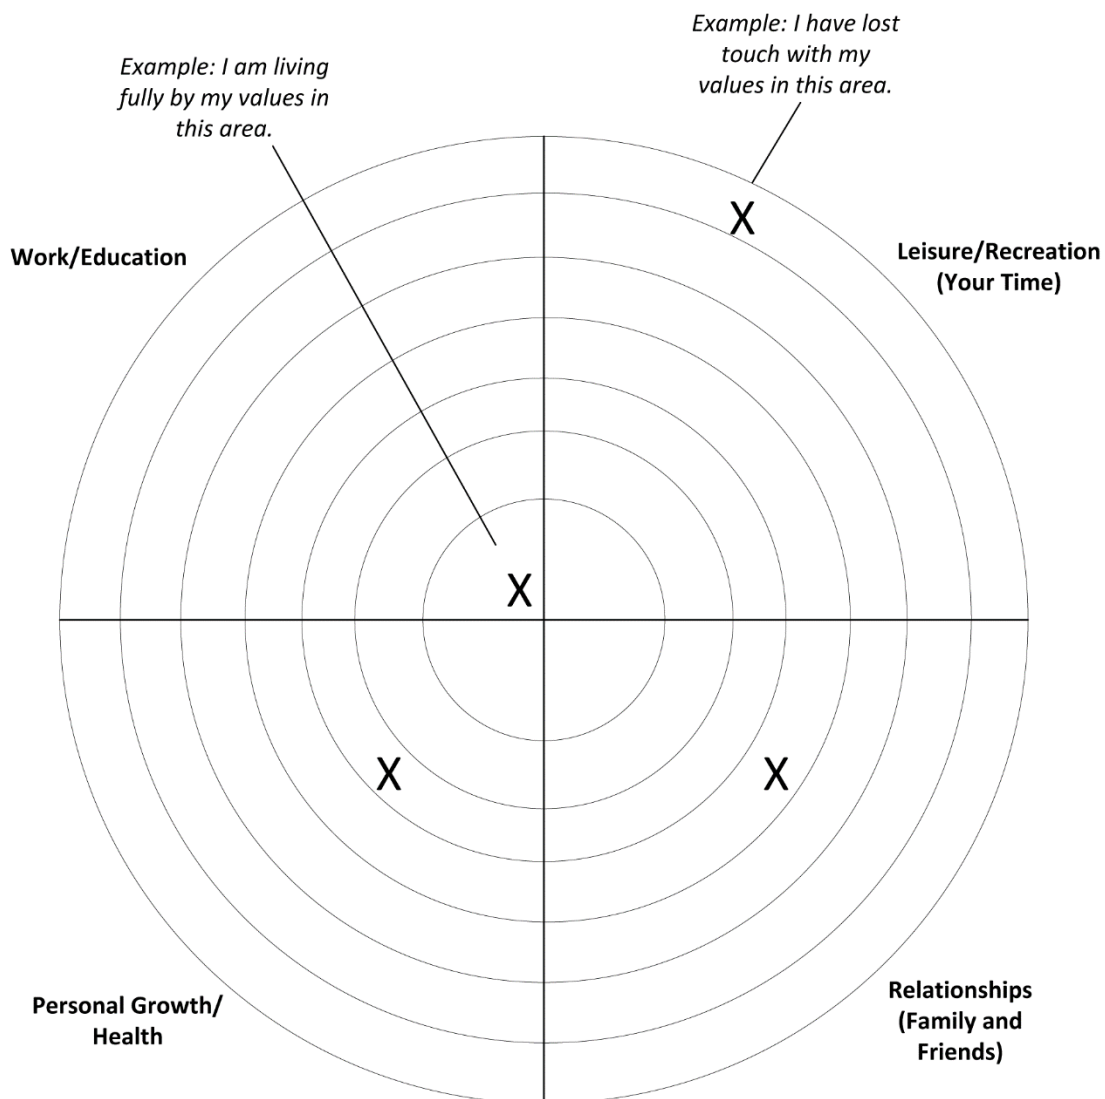 Example: I have lost
touch with my
values in this area.
Example: I am living
fully by my values in
this area.
X
Work/Education
Leisure/Recreation
(Your Time)
X
X
X
Personal Growth/
Health
Relationships
(Family and
Friends)